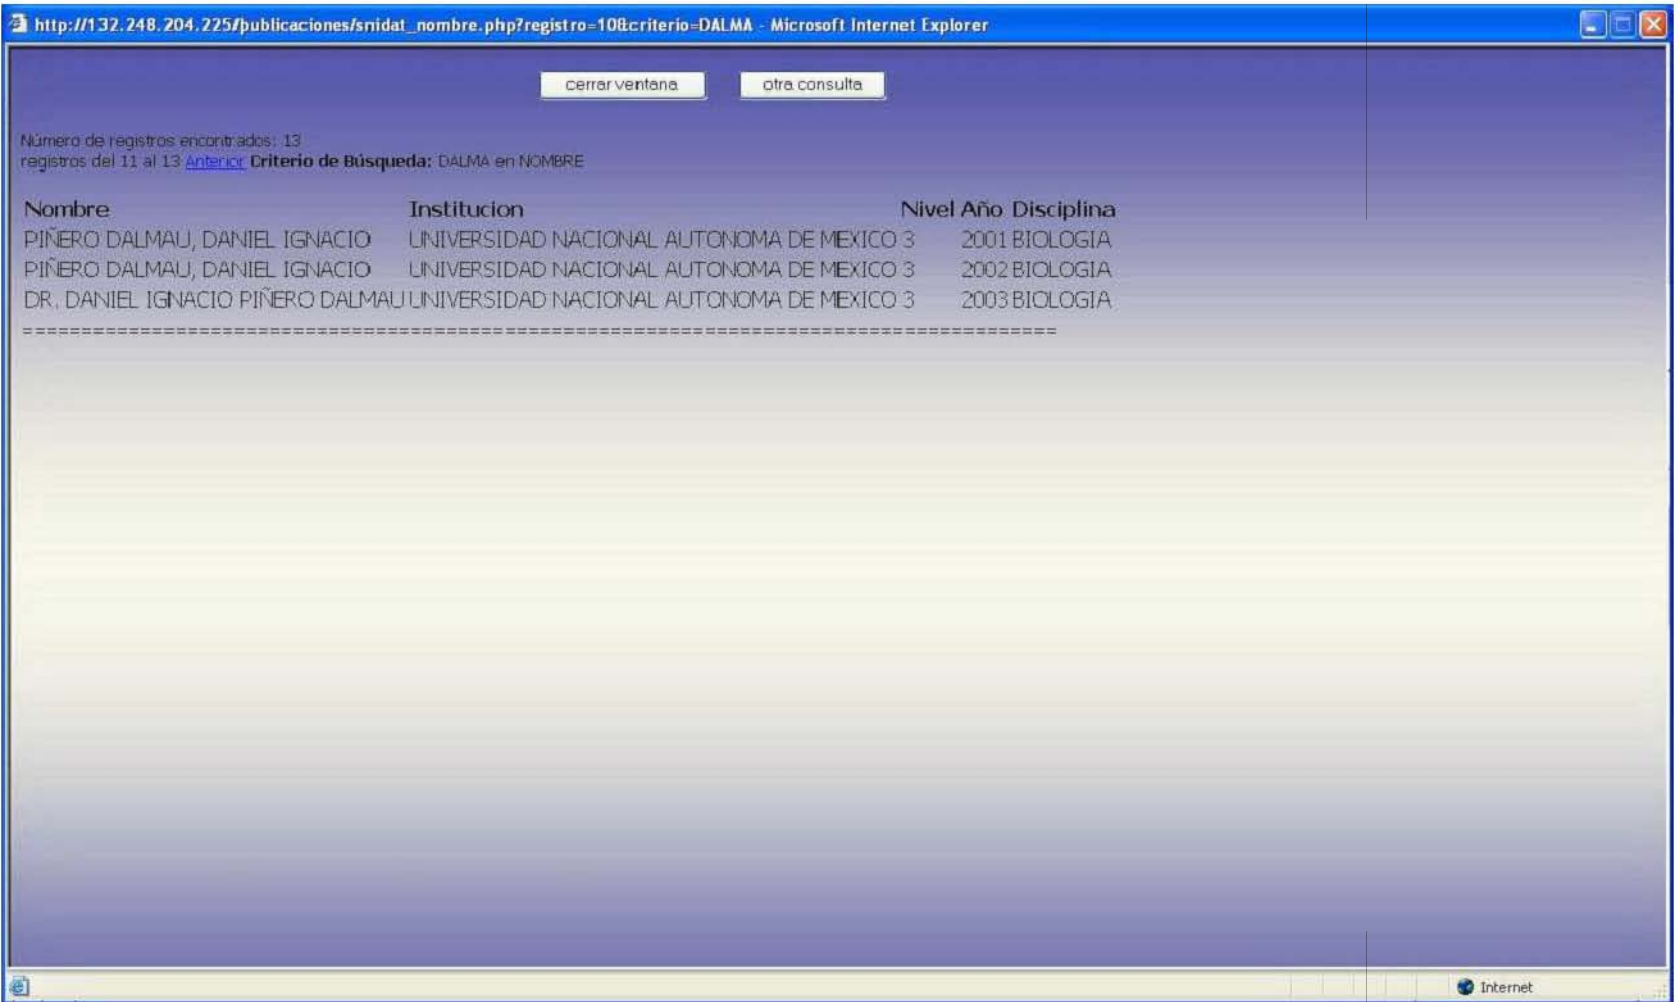 http://132.248.204.225/publicaciones/snidat_nombre.php?registro=10&criterio=DALMA - Microsoft Internet Explorer
cerrar ventana otra consulta
Número de registros encontrados: 13
registros del 11 al 13 Anterior Criterio de Búsqueda: DALMA en NOMBRE
Nombre Institucion Nivel Año Disciplina
PIÑERO DALMAU, DANIEL IGNACIO UNIVERSIDAD NACIONAL AUTONOMA DE MEXICO 3 2001 BIOLOGIA
PIÑERO DALMAU, DANIEL IGNACIO UNIVERSIDAD NACIONAL AUTONOMA DE MEXICO 3 2002 BIOLOGIA
DR. DANIEL IGNACIO PIÑERO DALMAU UNIVERSIDAD NACIONAL AUTONOMA DE MEXICO 3 2003 BIOLOGIA
=======================================================================================
Internet